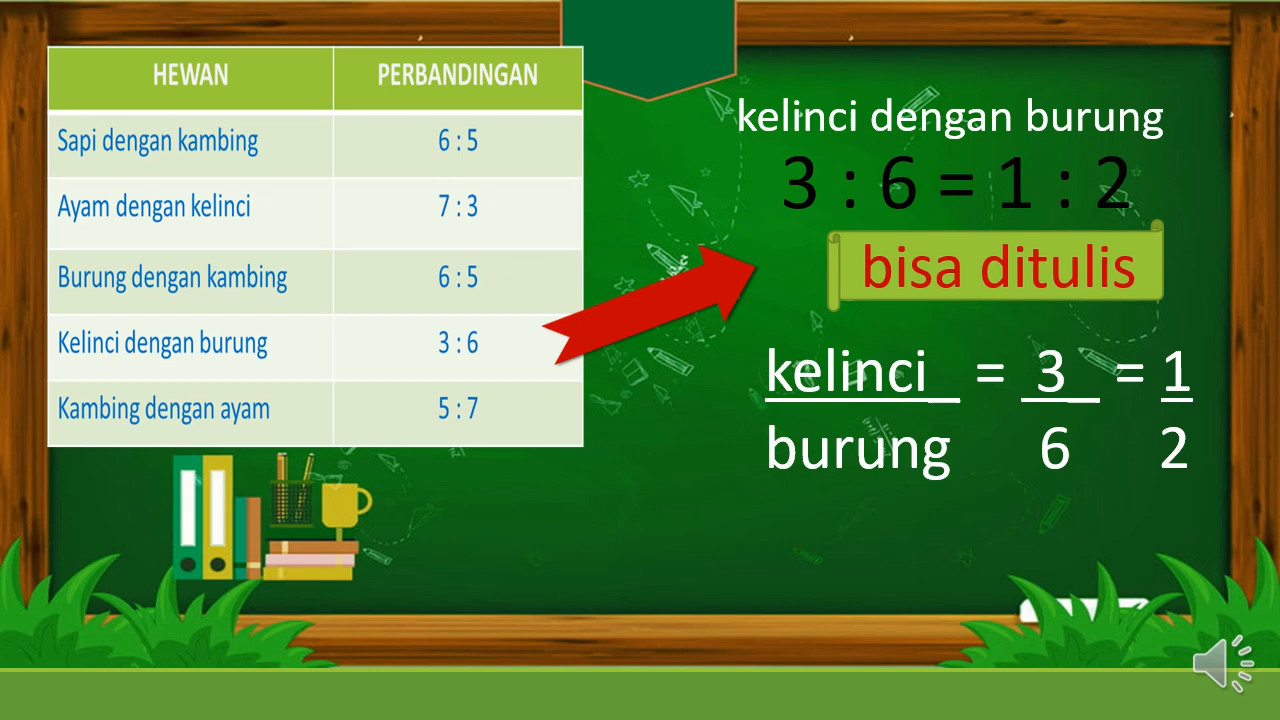 HEWAN PERBANDINGAN
Sapi dengan kambing 6 : 5
Ayam dengan kelinci 7 : 3
Burung dengan kambing 6 : 5
Kelinci dengan burung 3 : 6
Kambing dengan ayam 5 : 7
kelinci dengan burung
3 : 6 = 1 : 2
bisa ditulis
kelinci_ = 3_ = 1
burung 6 2